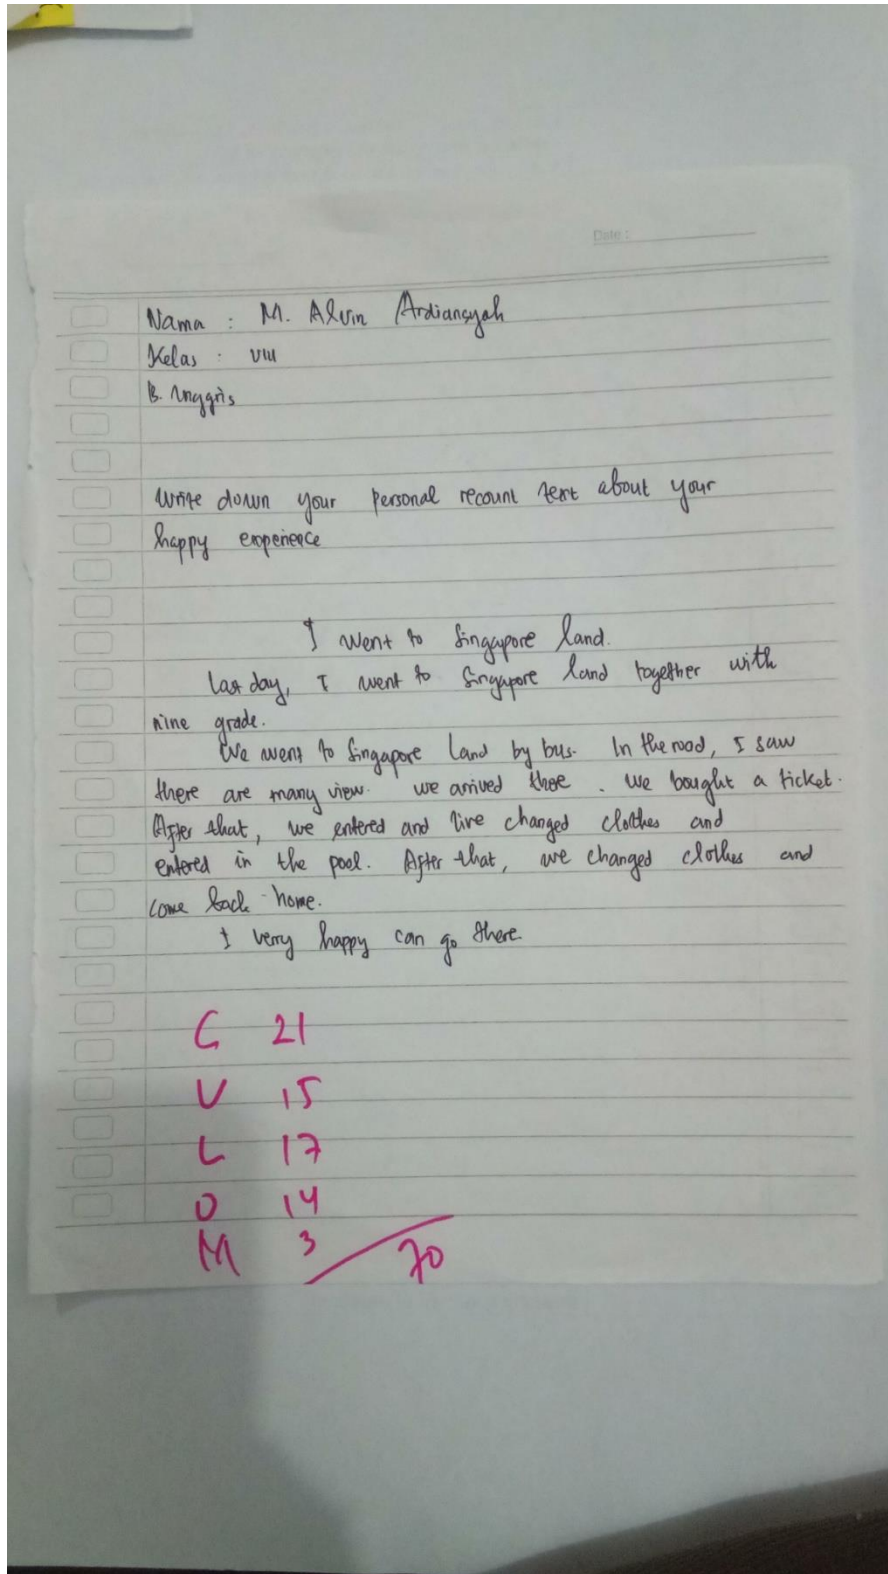 Date :
Nama : M. Alvin Ardiansyah
Kelas : VIII
B. Inggris
Write down your personal recount text about your
happy experience
I went to Singapore land.
Last day, I went to Singapore land together with
nine grade.
We went to Singapore Land by bus. In the road, I saw
there are many view. we arrived there . We bought a ticket.
After that, we entered and live changed clothes and
entered in the pool. After that, we changed clothes and
come back home.
I verry happy can go there.
C 21
V 15
L 17
O 14
M 3
70